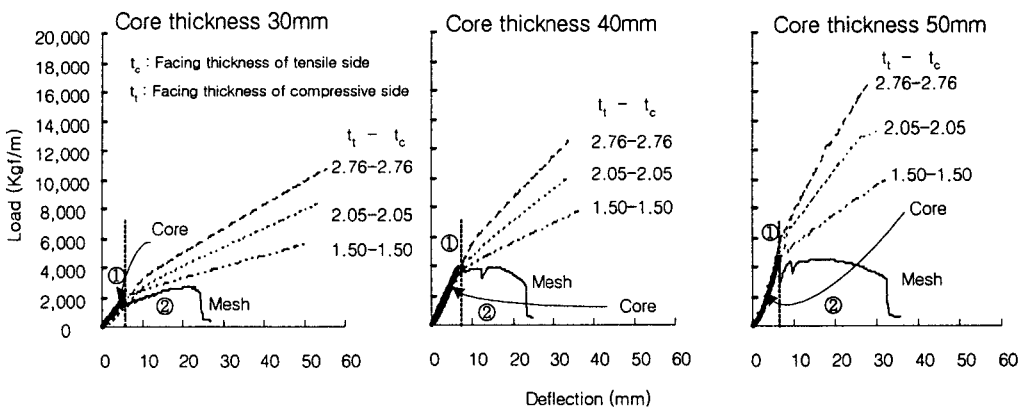 Core thickness 30mm
20,000
18,000
16,000
14,000
12,000
10,000
8,000
6,000
4,000
2,000
0
Load (Kgf/m)
t_c : Facing thickness of tensile side
t_t : Facing thickness of compressive side
t_t - t_c
2.76-2.76
2.05-2.05
1.50-1.50
Core
①
②
Mesh
0 10 20 30 40 50 60
Core thickness 40mm
t_t - t_c
2.76-2.76
2.05-2.05
1.50-1.50
①
Mesh
②
Core
0 10 20 30 40 50 60
Core thickness 50mm
t_t - t_c
2.76-2.76
2.05-2.05
1.50-1.50
Core
①
Mesh
②
0 10 20 30 40 50 60
Deflection (mm)